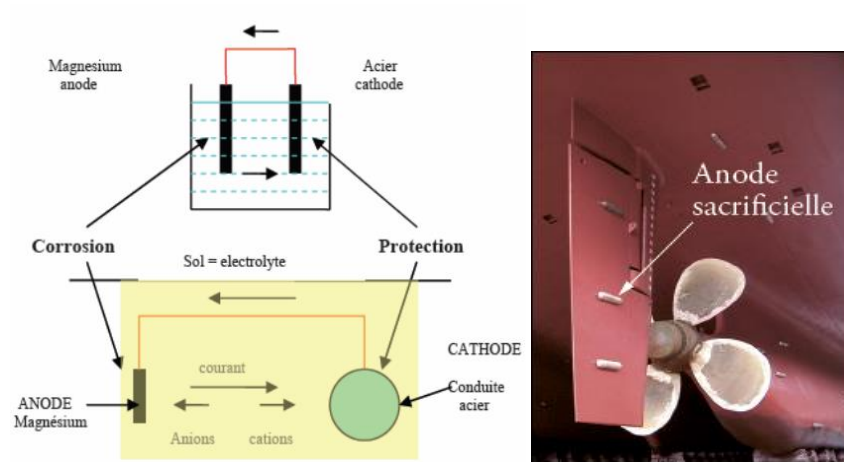 Magnesium
anode
Acier
cathode
Corrosion
Protection
Sol = electrolyte
courant
CATHODE
ANODE
Magnésium
Conduite
acier
Anions
cations
Anode
sacrificielle